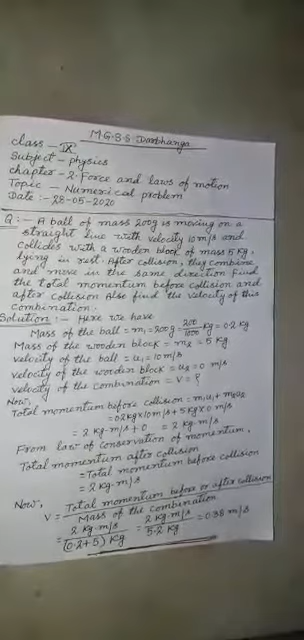 M.G.B.S. Darbhanga
class - IX
Subject - physics
chapter - 2. Force and laws of motion
Topic - Numerical problem
Date :- 28-05-2020
Q:- A ball of mass 200g is moving on a
straight line with velocity 10 m/s and
collides with a wooden block of mass 5 kg,
lying in rest. After collision, they combine
and move in the same direction find
the total momentum before collision and
after collision Also find the velocity of this
combination.
Solution :- Here we have
Mass of the ball = m₁ = 200g = 200/1000 kg = 0.2 kg
Mass of the wooden block = m₂ = 5 kg
velocity of the ball = u₁ = 10 m/s
velocity of the wooden block = u₂ = 0 m/s
velocity of the combination = V = ?
Now,
Total momentum before collision = m₁u₁ + m₂u₂
= 0.2kg x 10 m/s + 5 kg x 0 m/s
= 2 kg.m/s + 0 = 2 kg.m/s
From law of conservation of momentum,
Total momentum after collision
= Total momentum before collision
= 2 kg.m/s
Now, V = Total momentum before or after collision / Mass of the combination
= 2 kg.m/s / (0.2+5) kg = 2 kg.m/s / 5.2 kg = 0.38 m/s